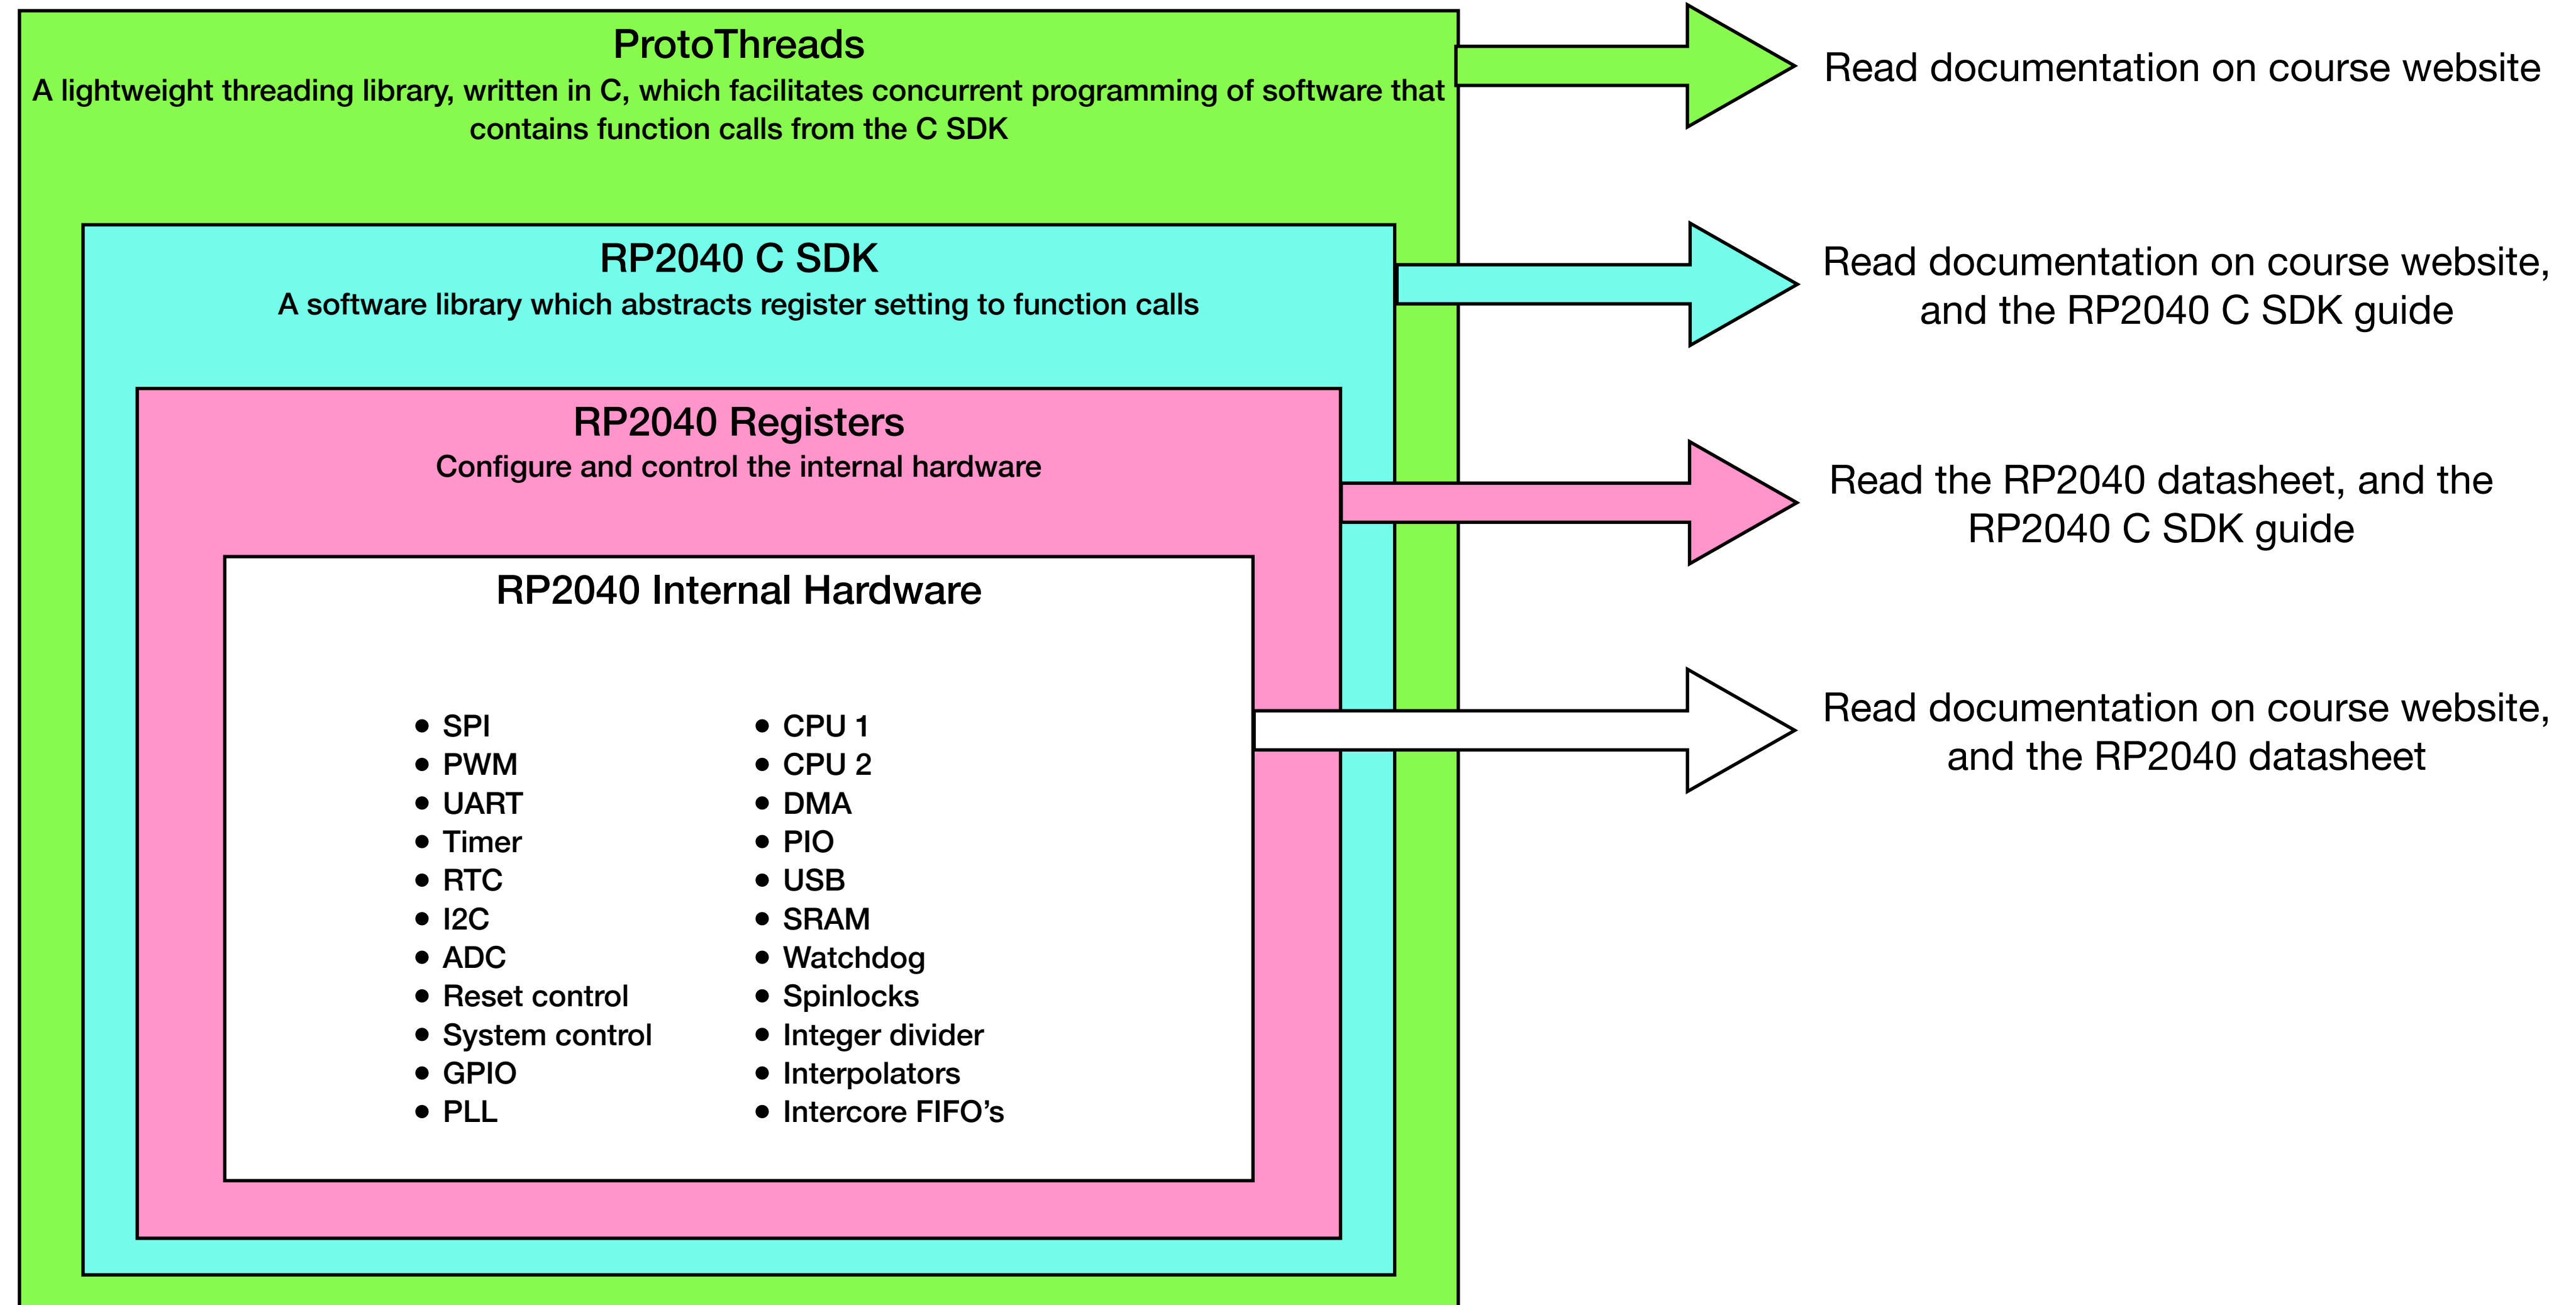 ProtoThreads
A lightweight threading library, written in C, which facilitates concurrent programming of software that
contains function calls from the C SDK
Read documentation on course website
RP2040 C SDK
A software library which abstracts register setting to function calls
Read documentation on course website,
and the RP2040 C SDK guide
RP2040 Registers
Configure and control the internal hardware
Read the RP2040 datasheet, and the
RP2040 C SDK guide
RP2040 Internal Hardware
• SPI
• PWM
• UART
• Timer
• RTC
• I2C
• ADC
• Reset control
• System control
• GPIO
• PLL
• CPU 1
• CPU 2
• DMA
• PIO
• USB
• SRAM
• Watchdog
• Spinlocks
• Integer divider
• Interpolators
• Intercore FIFO’s
Read documentation on course website,
and the RP2040 datasheet